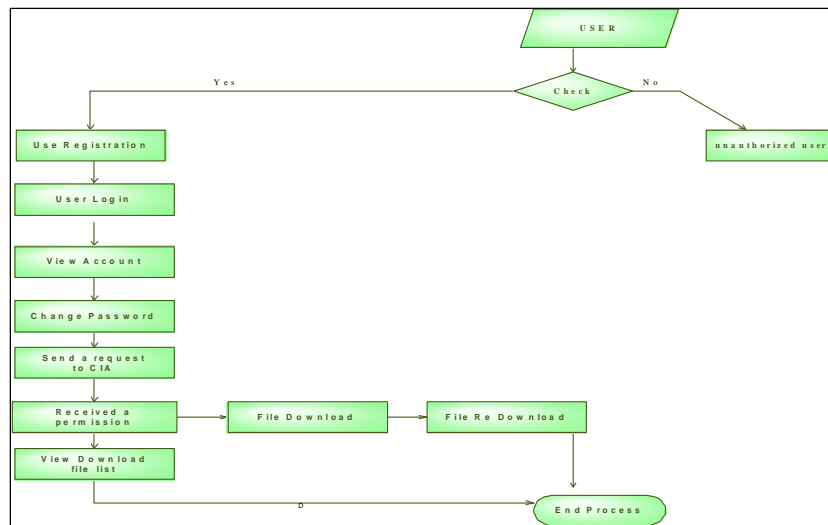 USER
Check
Yes
No
Use Registration
unauthorized user
User Login
View Account
Change Password
Send a request
to CIA
Received a
permission
File Download
File Re Download
View Download
file list
D
End Process